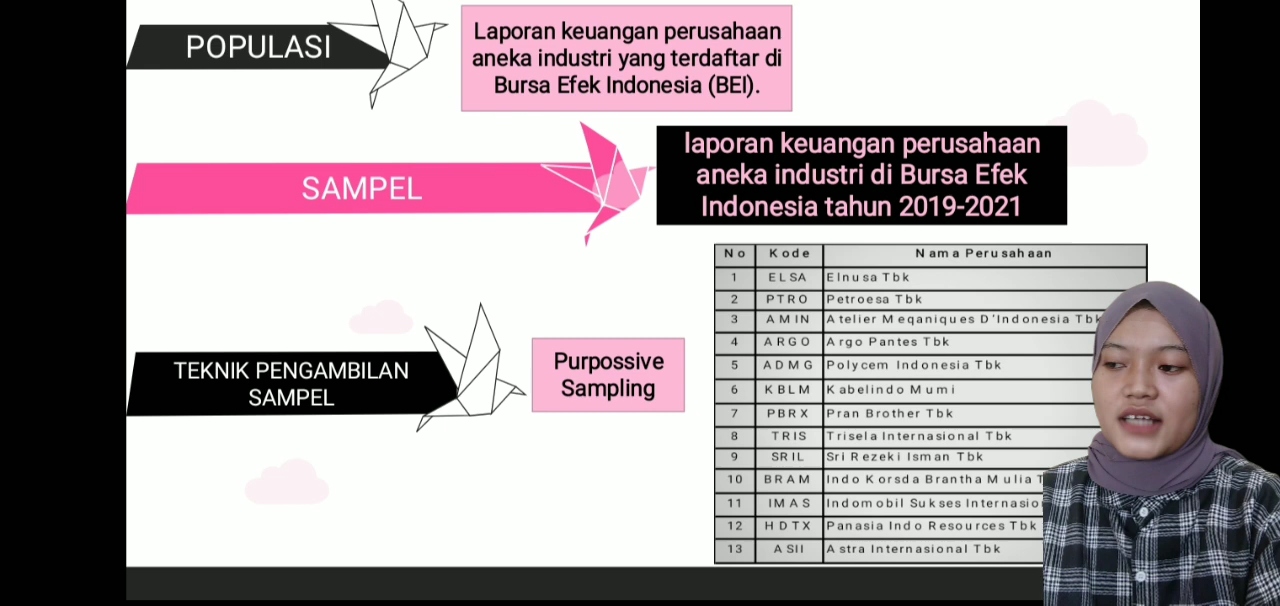 POPULASI
Laporan keuangan perusahaan
aneka industri yang terdaftar di
Bursa Efek Indonesia (BEI).
SAMPEL
laporan keuangan perusahaan
aneka industri di Bursa Efek
Indonesia tahun 2019-2021
TEKNIK PENGAMBILAN
SAMPEL
Purpossive
Sampling
No Kode Nama Perusahaan
1 ELSA Elnusa Tbk
2 PTRO Petroesa Tbk
3 AMIN Atelier Meqaniques D'Indonesia Tbk
4 ARGO Argo Pantes Tbk
5 ADMG Polycem Indonesia Tbk
6 KBLM Kabelindo Mumi
7 PBRX Pran Brother Tbk
8 TRIS Trisela Internasional Tbk
9 SRIL Sri Rezeki Isman Tbk
10 BRAM Indo Korsda Brantha Mulia
11 IMAS Indomobil Sukses
12 HDTX Panasia Indo Resources Tbk
13 ASII Astra Internasional Tbk